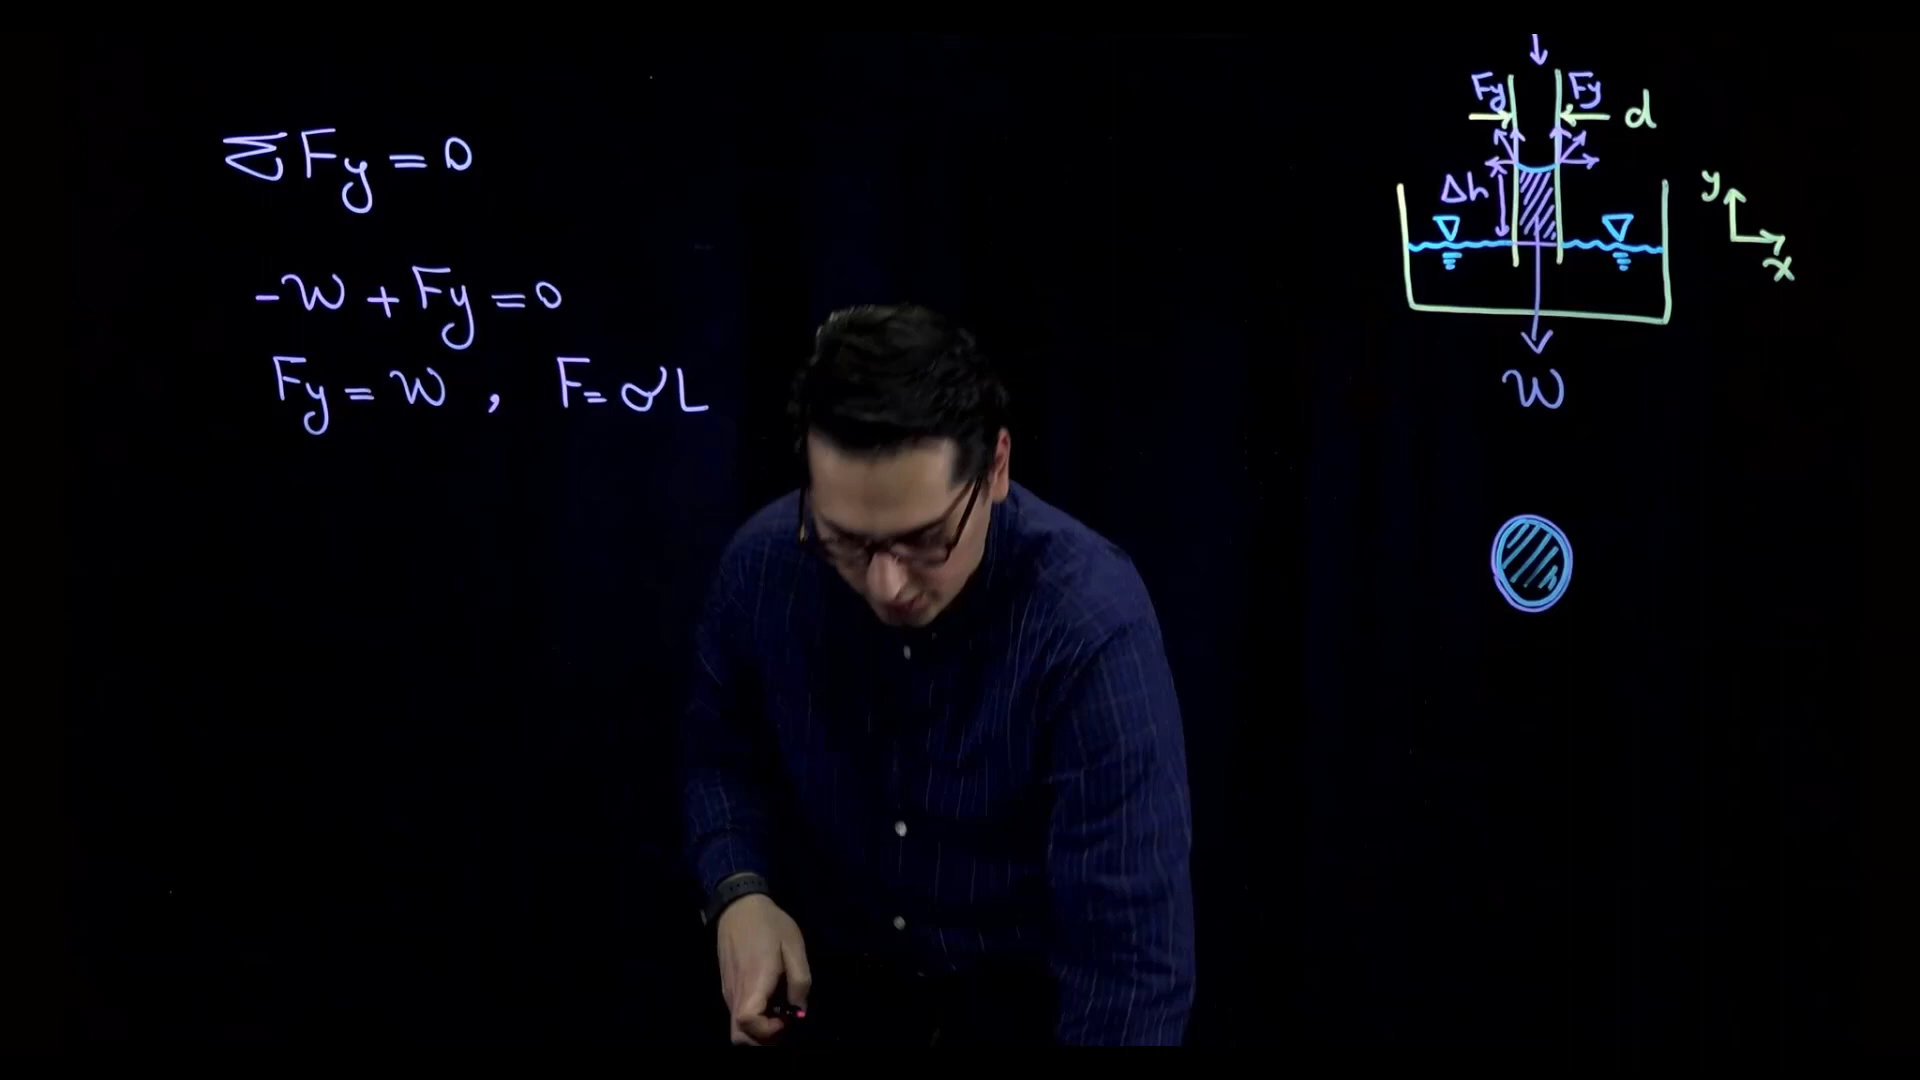 ΣFy = 0
-W + Fy = 0
Fy = W , F = σL
Fy Fy
d
Δh
y
x
W